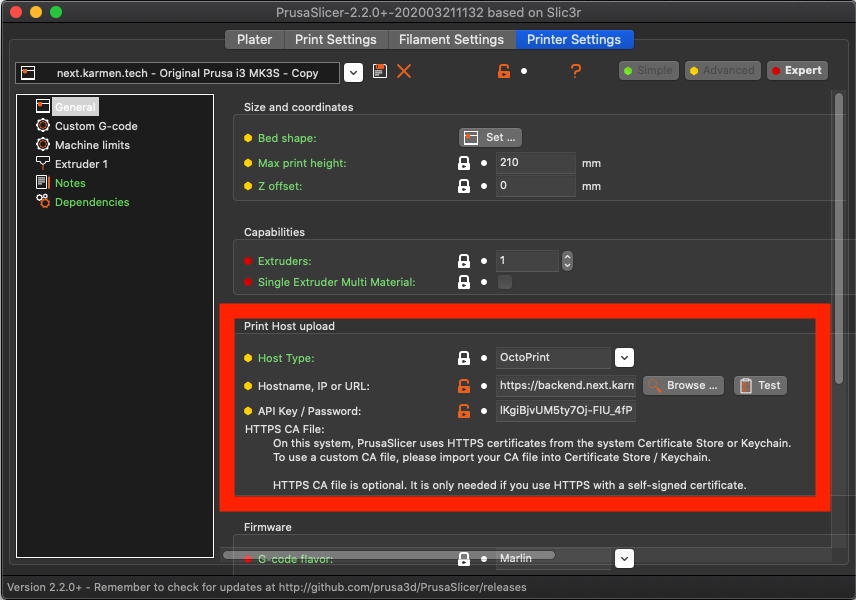 PrusaSlicer-2.2.0+-202003211132 based on Slic3r
Plater Print Settings Filament Settings Printer Settings
next.karmen.tech - Original Prusa i3 MK3S - Copy ? Simple Advanced Expert
General
Custom G-code
Machine limits
Extruder 1
Notes
Dependencies
Size and coordinates
Bed shape: Set ...
Max print height: 210 mm
Z offset: 0 mm
Capabilities
Extruders: 1
Single Extruder Multi Material:
Print Host upload
Host Type: OctoPrint
Hostname, IP or URL: https://backend.next.karm Browse ... Test
API Key / Password: lKgiBjvUM5ty7Oj-FIU_4fP
HTTPS CA File:
On this system, PrusaSlicer uses HTTPS certificates from the system Certificate Store or Keychain.
To use a custom CA file, please import your CA file into Certificate Store / Keychain.
HTTPS CA file is optional. It is only needed if you use HTTPS with a self-signed certificate.
Firmware
G-code flavor: Marlin
Version 2.2.0+ - Remember to check for updates at http://github.com/prusa3d/PrusaSlicer/releases